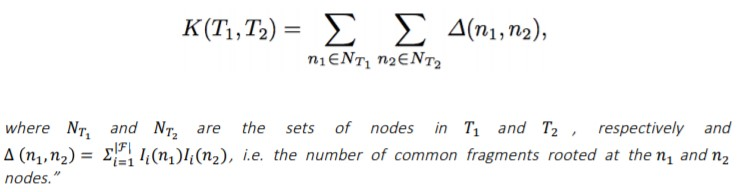 K(T₁, T₂) = ∑_{n₁∈N_{T₁}} ∑_{n₂∈N_{T₂}} Δ(n₁, n₂),
where N_{T₁} and N_{T₂} are the sets of nodes in T₁ and T₂ , respectively and
Δ (n₁,n₂) = Σ_{i=1}^{|ℱ|} I_i(n₁)I_i(n₂), i.e. the number of common fragments rooted at the n₁ and n₂
nodes.”